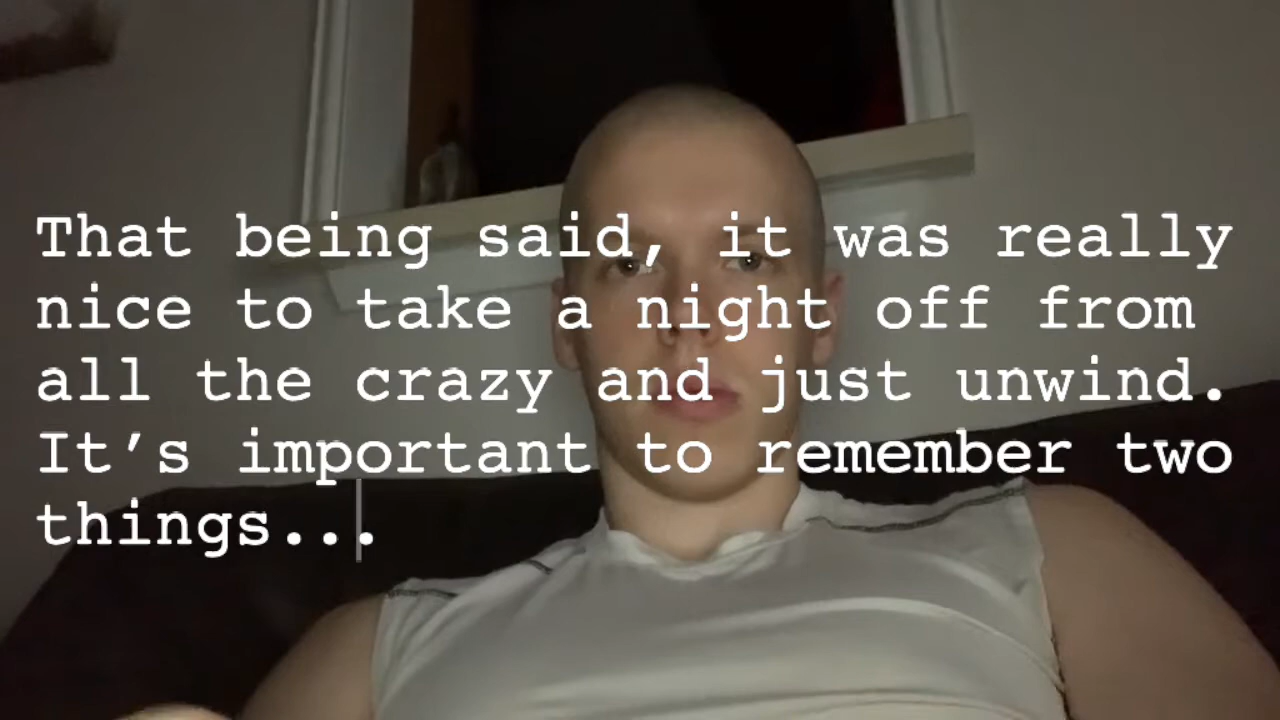 That being said, it was really
nice to take a night off from
all the crazy and just unwind.
It’s important to remember two
things...